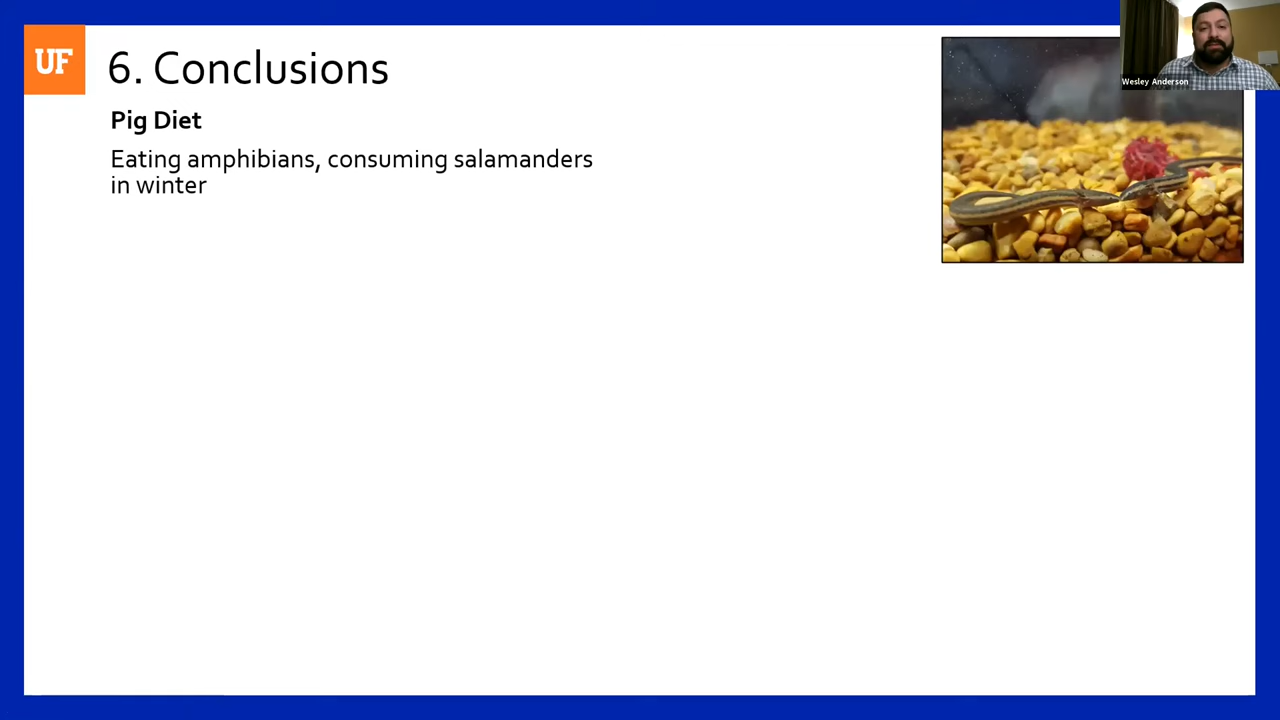 UF
6. Conclusions
Pig Diet
Eating amphibians, consuming salamanders
in winter
Wesley Anderson